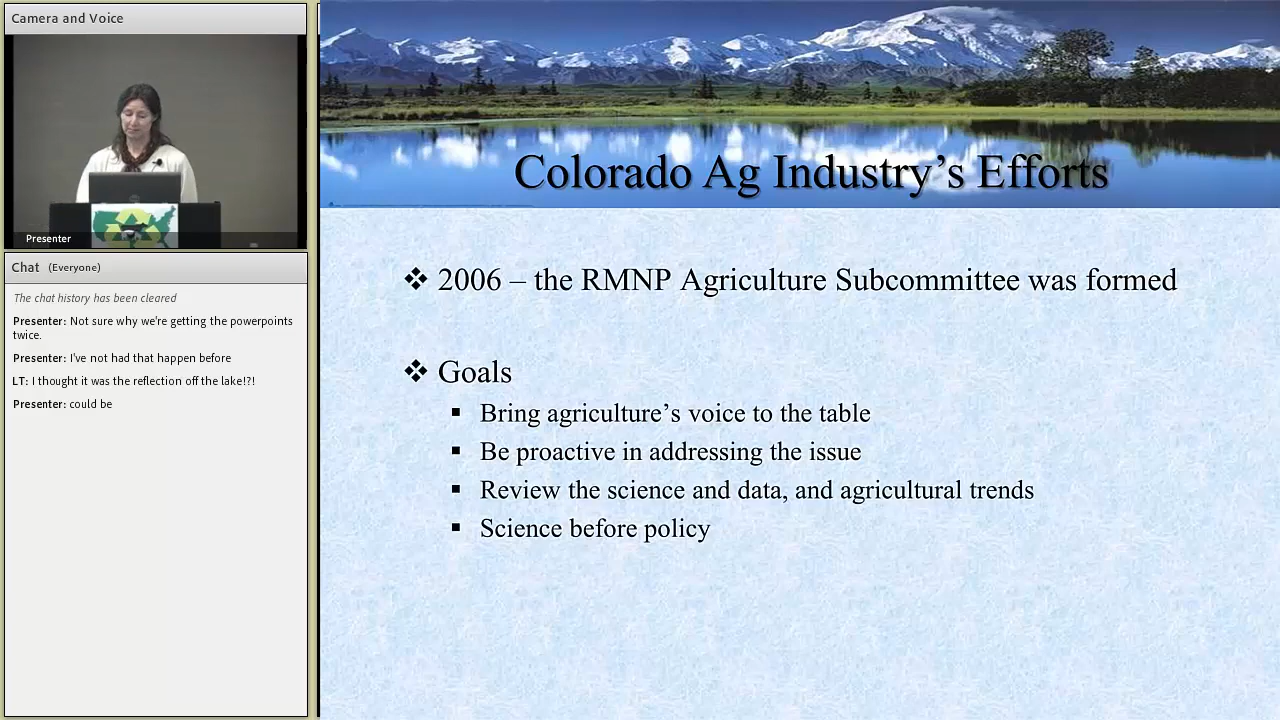 Camera and Voice
Presenter
Chat (Everyone)
The chat history has been cleared
Presenter: Not sure why we're getting the powerpoints
twice.
Presenter: I've not had that happen before
LT: I thought it was the reflection off the lake!?!
Presenter: could be
Colorado Ag Industry’s Efforts
❖ 2006 – the RMNP Agriculture Subcommittee was formed
❖ Goals
▪ Bring agriculture’s voice to the table
▪ Be proactive in addressing the issue
▪ Review the science and data, and agricultural trends
▪ Science before policy